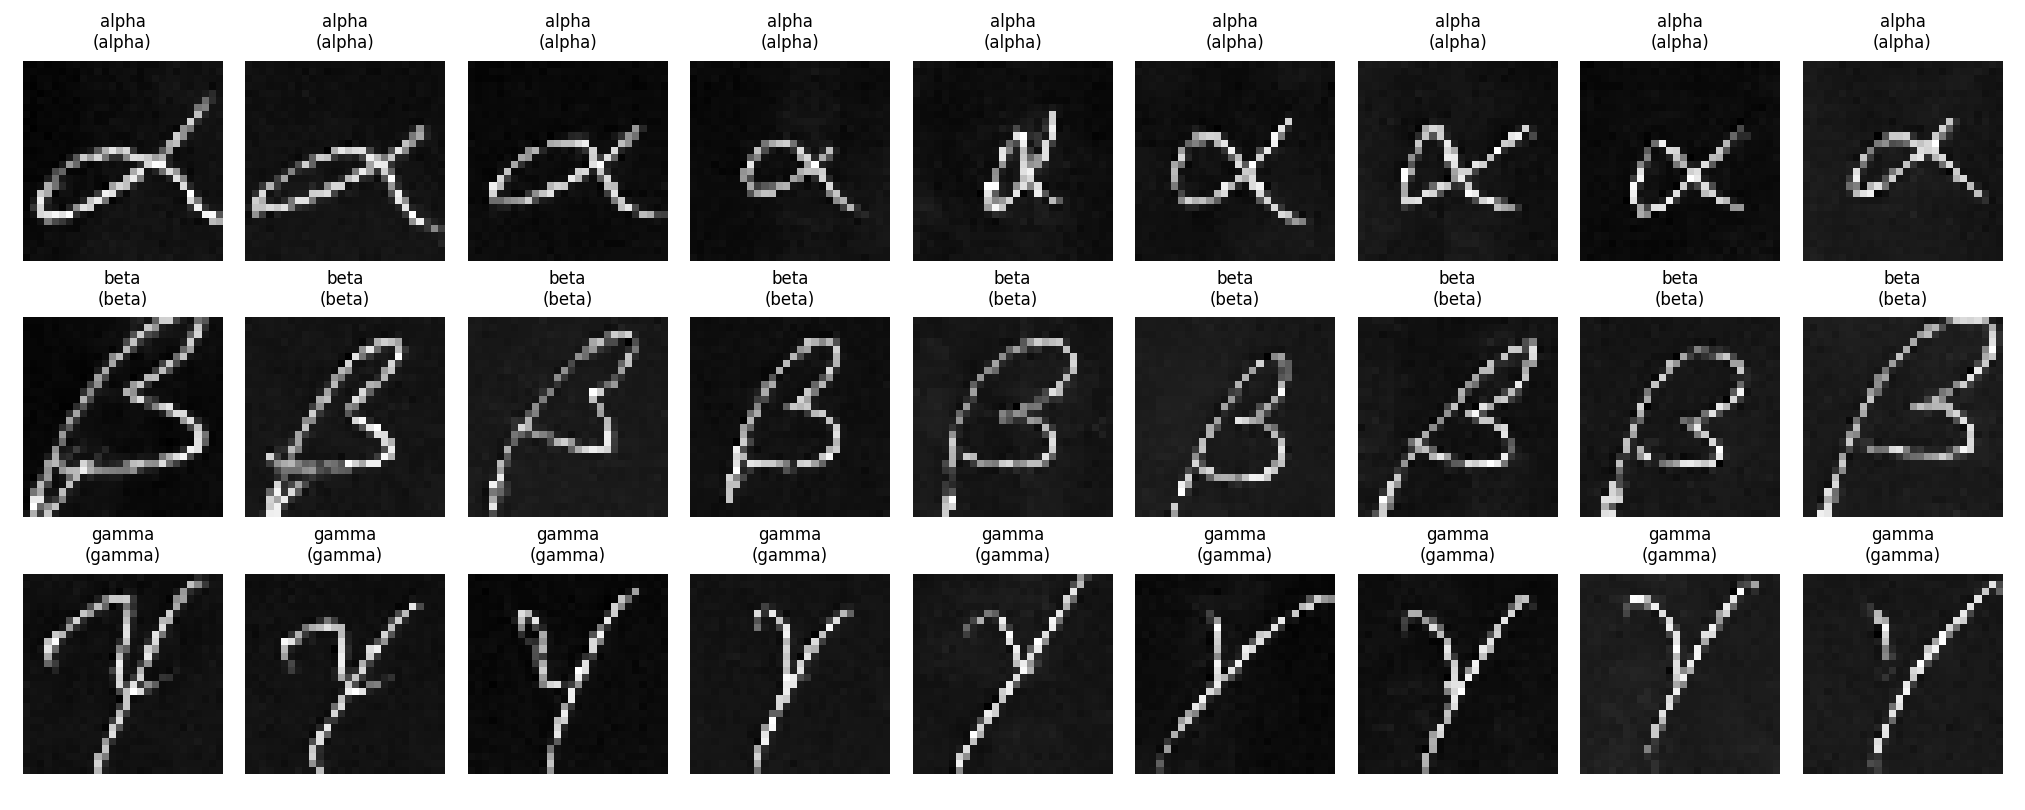 alpha alpha alpha alpha alpha alpha alpha alpha alpha
(alpha) (alpha) (alpha) (alpha) (alpha) (alpha) (alpha) (alpha) (alpha)
α α α α α α α α α
beta beta beta beta beta beta beta beta beta
(beta) (beta) (beta) (beta) (beta) (beta) (beta) (beta) (beta)
β β β β β β β β β
gamma gamma gamma gamma gamma gamma gamma gamma gamma
(gamma) (gamma) (gamma) (gamma) (gamma) (gamma) (gamma) (gamma) (gamma)
γ γ γ γ γ γ γ γ γ